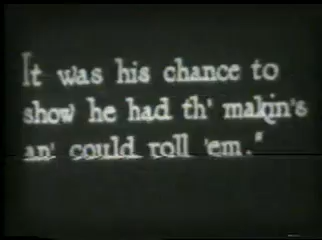 It was his chance to
show he had th' makin's
an' could roll 'em."